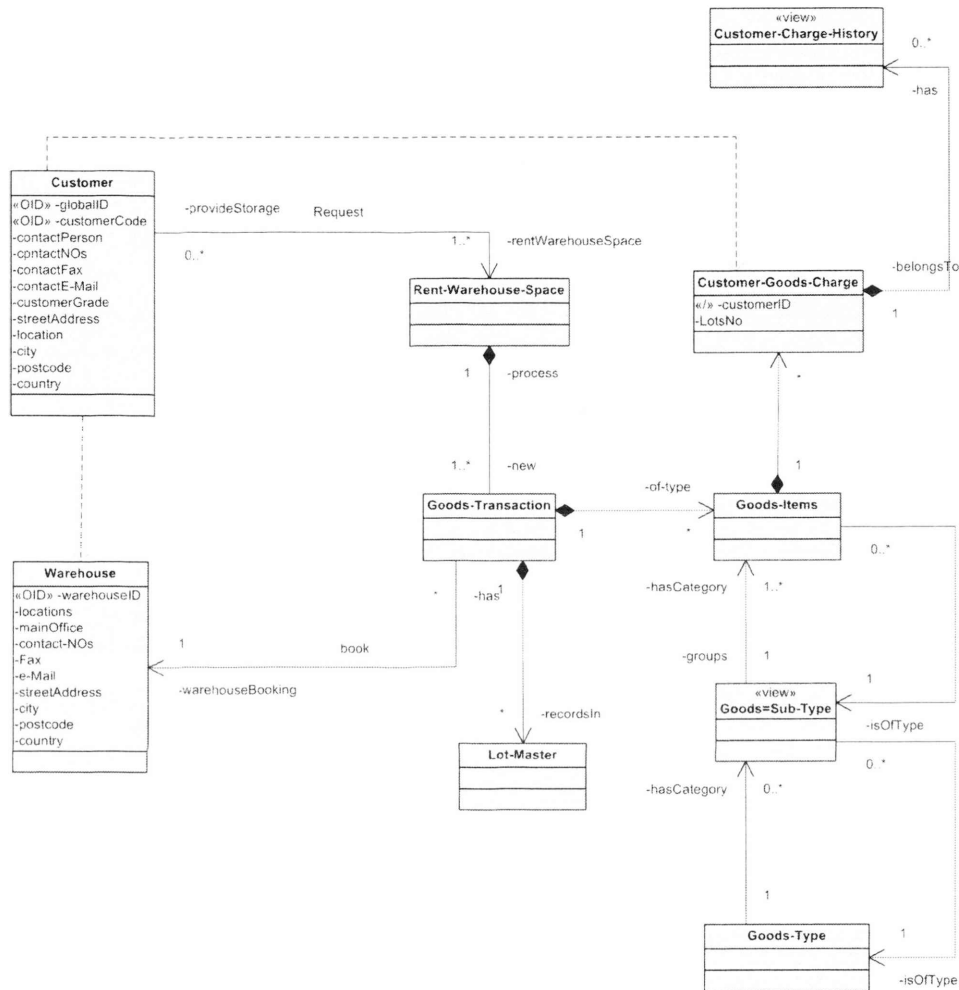 «view»
Customer-Charge-History
0..*
-has
Customer
«OID» -globalID
«OID» -customerCode
-contactPerson
-contactNOs
-contactFax
-contactE-Mail
-customerGrade
-streetAddress
-location
-city
-postcode
-country
-provideStorage
Request
0..*
1..*
-rentWarehouseSpace
Rent-Warehouse-Space
-belongsTo
Customer-Goods-Charge
1
«/» -customerID
-LotsNo
1
-process
*
1..*
-new
1
-of-type
Goods-Transaction
1
*
Goods-Items
0..*
Warehouse
«OID» -warehouseID
-locations
-mainOffice
-contact-NOs
-Fax
-e-Mail
-streetAddress
-city
-postcode
-country
*
-has
1
-hasCategory
1..*
1
book
-warehouseBooking
-groups
1
1
«view»
Goods=Sub-Type
-isOfType
*
-recordsIn
0..*
Lot-Master
-hasCategory
0..*
1
Goods-Type
1
-isOfType